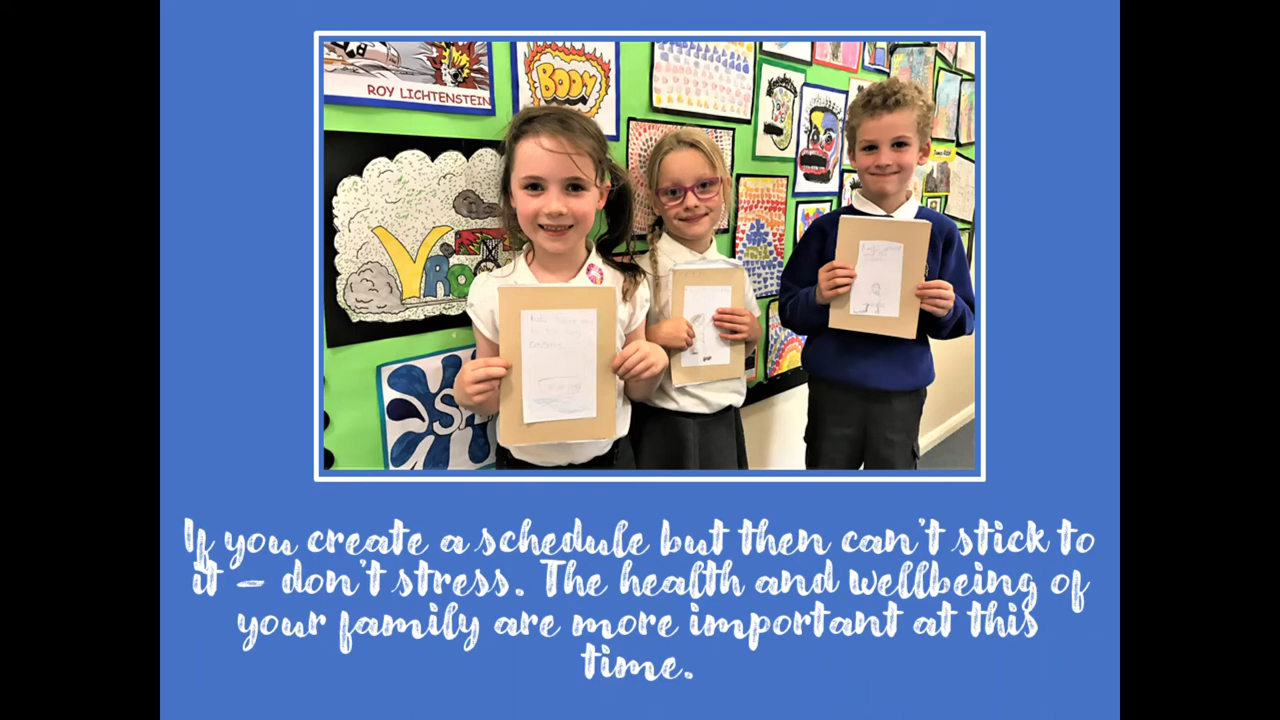 ROY LICHTENSTEIN
BOOM
VRO
If you create a schedule but then can't stick to
it – don't stress. The health and wellbeing of
your family are more important at this
time.